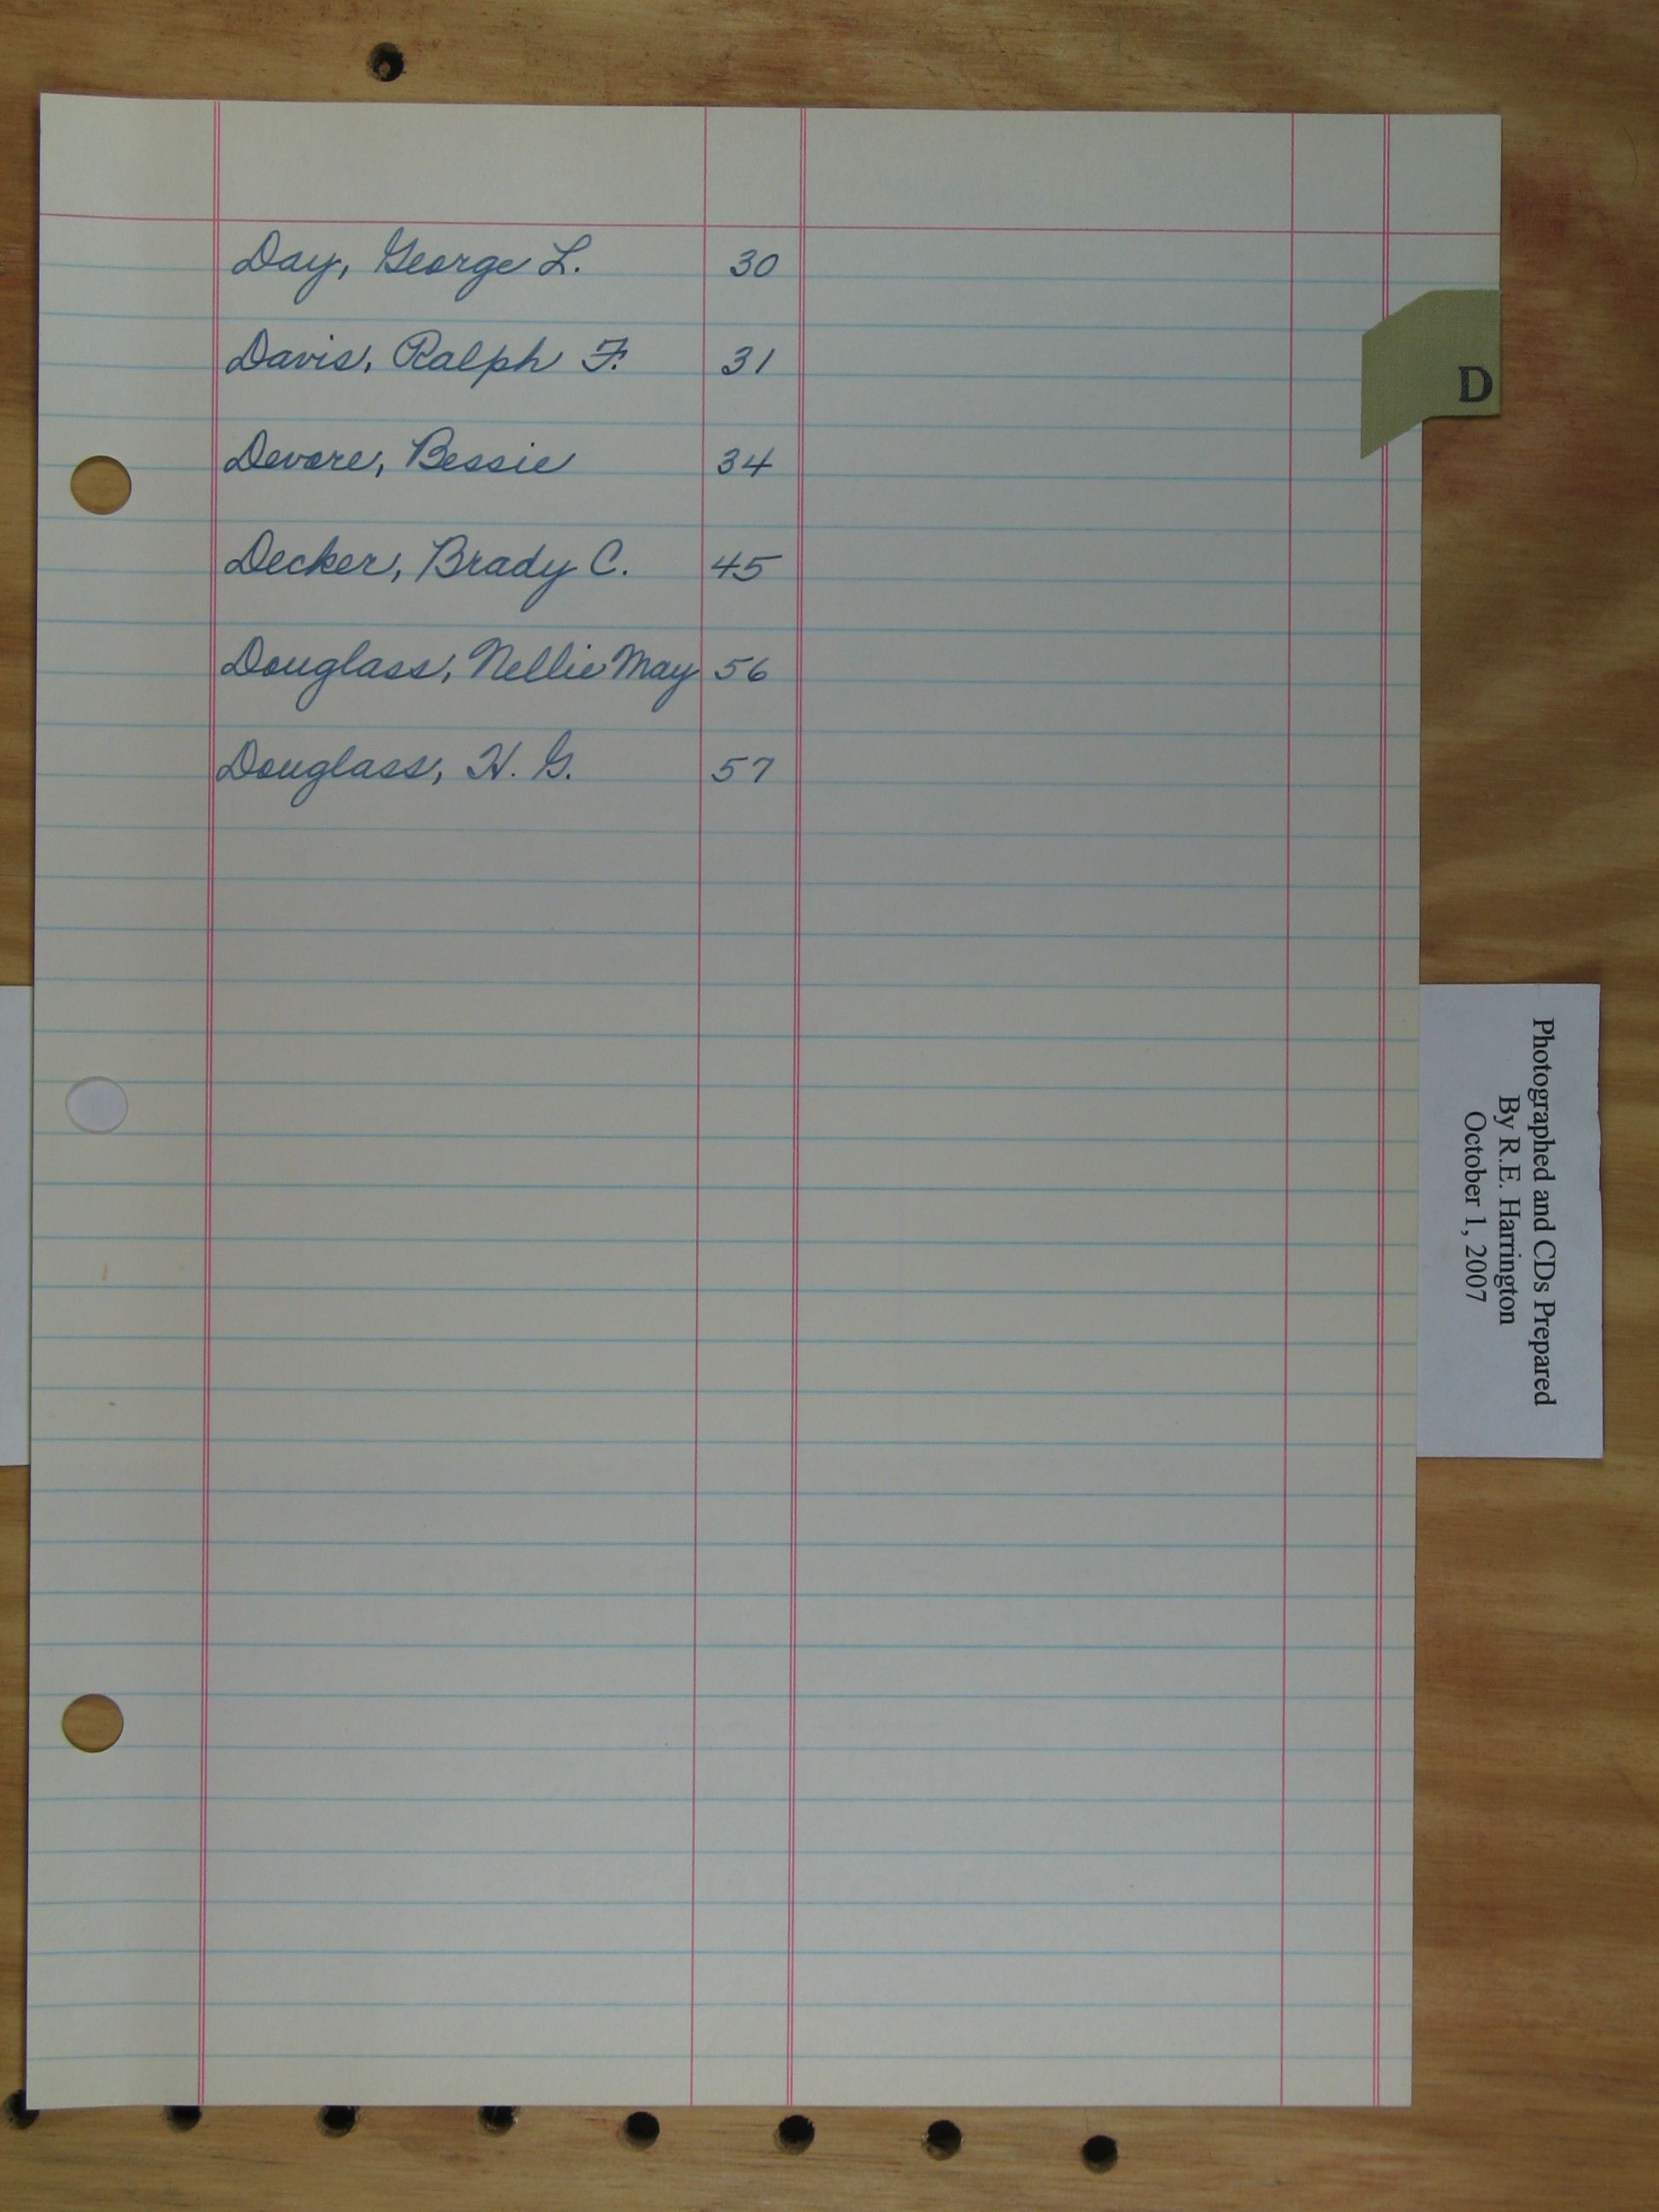 Day, George L. 30
Davis, Ralph F. 31
D
Devore, Bessie 34
Decker, Brady C. 45
Douglass, Nellie May 56
Douglass, H. G. 57
Photographed and CDs Prepared
By R.E. Harrington
October 1, 2007